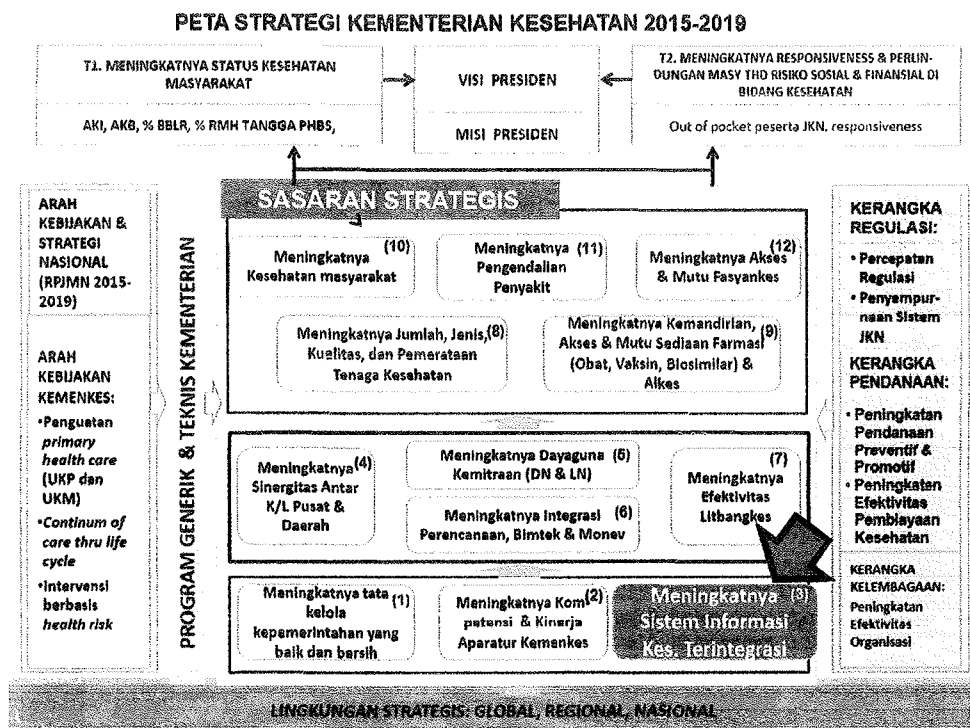 PETA STRATEGI KEMENTERIAN KESEHATAN 2015-2019
T1. MENINGKATNYA STATUS KESEHATAN
MASYARAKAT
AKI, AKB, % BBLR, % RMH TANGGA PHBS,
VISI PRESIDEN
MISI PRESIDEN
T2. MENINGKATNYA RESPONSIVENESS & PERLIN-
DUNGAN MASY THD RISIKO SOSIAL & FINANSIAL DI
BIDANG KESEHATAN
Out of pocket peserta JKN, responsiveness
ARAH
KEBIJAKAN &
STRATEGI
NASIONAL
(RPJMN 2015-
2019)
ARAH
KEBIJAKAN
KEMENKES:
•Penguatan
primary
health care
(UKP dan
UKM)
•Continum of
care thru life
cycle
•Intervensi
berbasis
health risk
PROGRAM GENERIK & TEKNIS KEMENTERIAN
SASARAN STRATEGIS
Meningkatnya (10)
Kesehatan masyarakat
Meningkatnya (11)
Pengendalian
Penyakit
(12)
Meningkatnya Akses
& Mutu Fasyankes
Meningkatnya Jumlah, Jenis, (8)
Kualitas, dan Pemerataan
Tenaga Kesehatan
Meningkatnya Kemandirian, (9)
Akses & Mutu Sediaan Farmasi
(Obat, Vaksin, Biosimilar) &
Alkes
Meningkatnya (4)
Sinergitas Antar
K/L Pusat &
Daerah
Meningkatnya Dayaguna (5)
Kemitraan (DN & LN)
Meningkatnya Integrasi (6)
Perencanaan, Bimtek & Monev
(7)
Meningkatnya
Efektivitas
Litbangkes
Meningkatnya tata (1)
kelola
kepemerintahan yang
baik dan bersih
Meningkatnya Kom (2)
petensi & Kinerja
Aparatur Kemenkes
Meningkatnya (3)
Sistem Informasi
Kes. Terintegrasi
KERANGKA
REGULASI:
• Percepatan
Regulasi
• Penyempur-
naan Sistem
JKN
KERANGKA
PENDANAAN:
• Peningkatan
Pendanaan
Preventif &
Promotif
• Peningkatan
Efektivitas
Pembiayaan
Kesehatan
KERANGKA
KELEMBAGAAN:
Peningkatan
Efektivitas
Organisasi
LINGKUNGAN STRATEGIS: GLOBAL, REGIONAL, NASIONAL